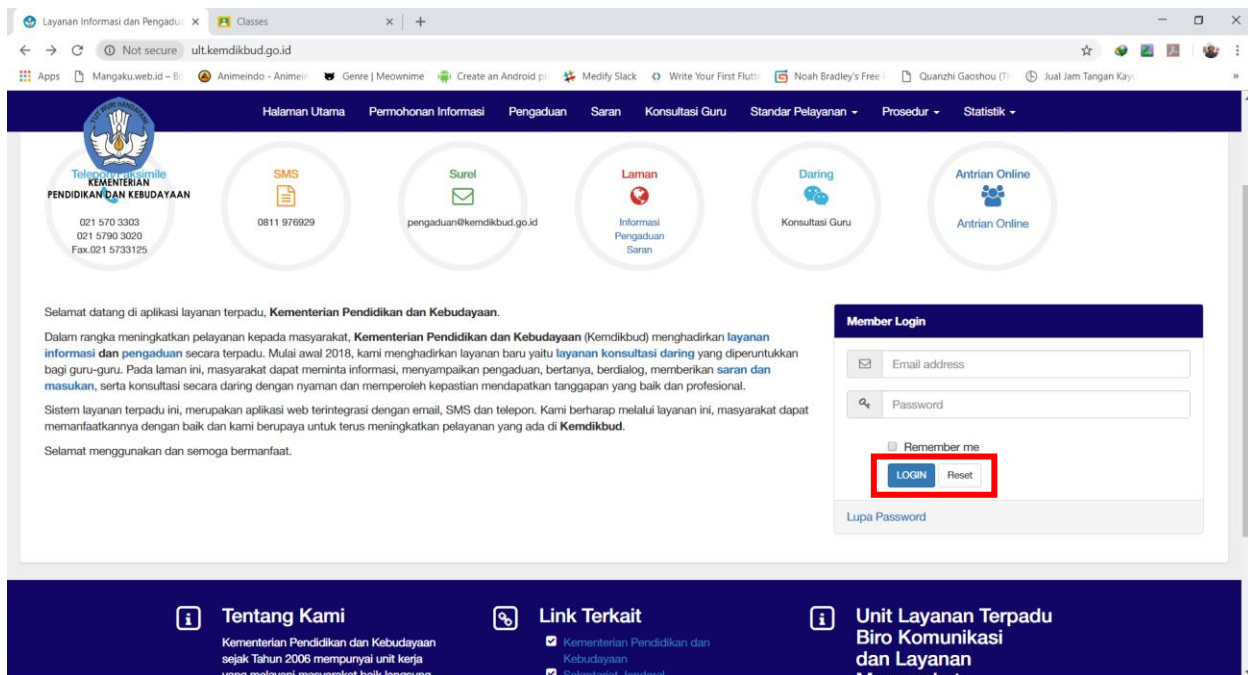 Layanan Informasi dan Pengadua
Classes
Not secure
ult.kemdikbud.go.id
Apps
Mangaku.web.id – B
Animeindo - Animein
Genre | Meownime
Create an Android p
Medify Slack
Write Your First Flutt
Noah Bradley's Free
Quanzhi Gaoshou (T
Jual Jam Tangan Kay
Halaman Utama
Permohonan Informasi
Pengaduan
Saran
Konsultasi Guru
Standar Pelayanan
Prosedur
Statistik
TUT WURI HANDAYANI
Telepon/Faksimile
KEMENTERIAN
PENDIDIKAN DAN KEBUDAYAAN
021 570 3303
021 5790 3020
Fax.021 5733125
SMS
0811 976929
Surel
pengaduan@kemdikbud.go.id
Laman
Informasi
Pengaduan
Saran
Daring
Konsultasi Guru
Antrian Online
Antrian Online
Selamat datang di aplikasi layanan terpadu, Kementerian Pendidikan dan Kebudayaan.
Dalam rangka meningkatkan pelayanan kepada masyarakat, Kementerian Pendidikan dan Kebudayaan (Kemdikbud) menghadirkan layanan
informasi dan pengaduan secara terpadu. Mulai awal 2018, kami menghadirkan layanan baru yaitu layanan konsultasi daring yang diperuntukkan
bagi guru-guru. Pada laman ini, masyarakat dapat meminta informasi, menyampaikan pengaduan, bertanya, berdialog, memberikan saran dan
masukan, serta konsultasi secara daring dengan nyaman dan memperoleh kepastian mendapatkan tanggapan yang baik dan profesional.
Sistem layanan terpadu ini, merupakan aplikasi web terintegrasi dengan email, SMS dan telepon. Kami berharap melalui layanan ini, masyarakat dapat
memanfaatkannya dengan baik dan kami berupaya untuk terus meningkatkan pelayanan yang ada di Kemdikbud.
Selamat menggunakan dan semoga bermanfaat.
Member Login
Email address
Password
Remember me
LOGIN
Reset
Lupa Password
Tentang Kami
Kementerian Pendidikan dan Kebudayaan
sejak Tahun 2006 mempunyai unit kerja
yang melayani masyarakat baik langsung
Link Terkait
Kementerian Pendidikan dan
Kebudayaan
Sekretariat Jenderal
Unit Layanan Terpadu
Biro Komunikasi
dan Layanan
Masyarakat